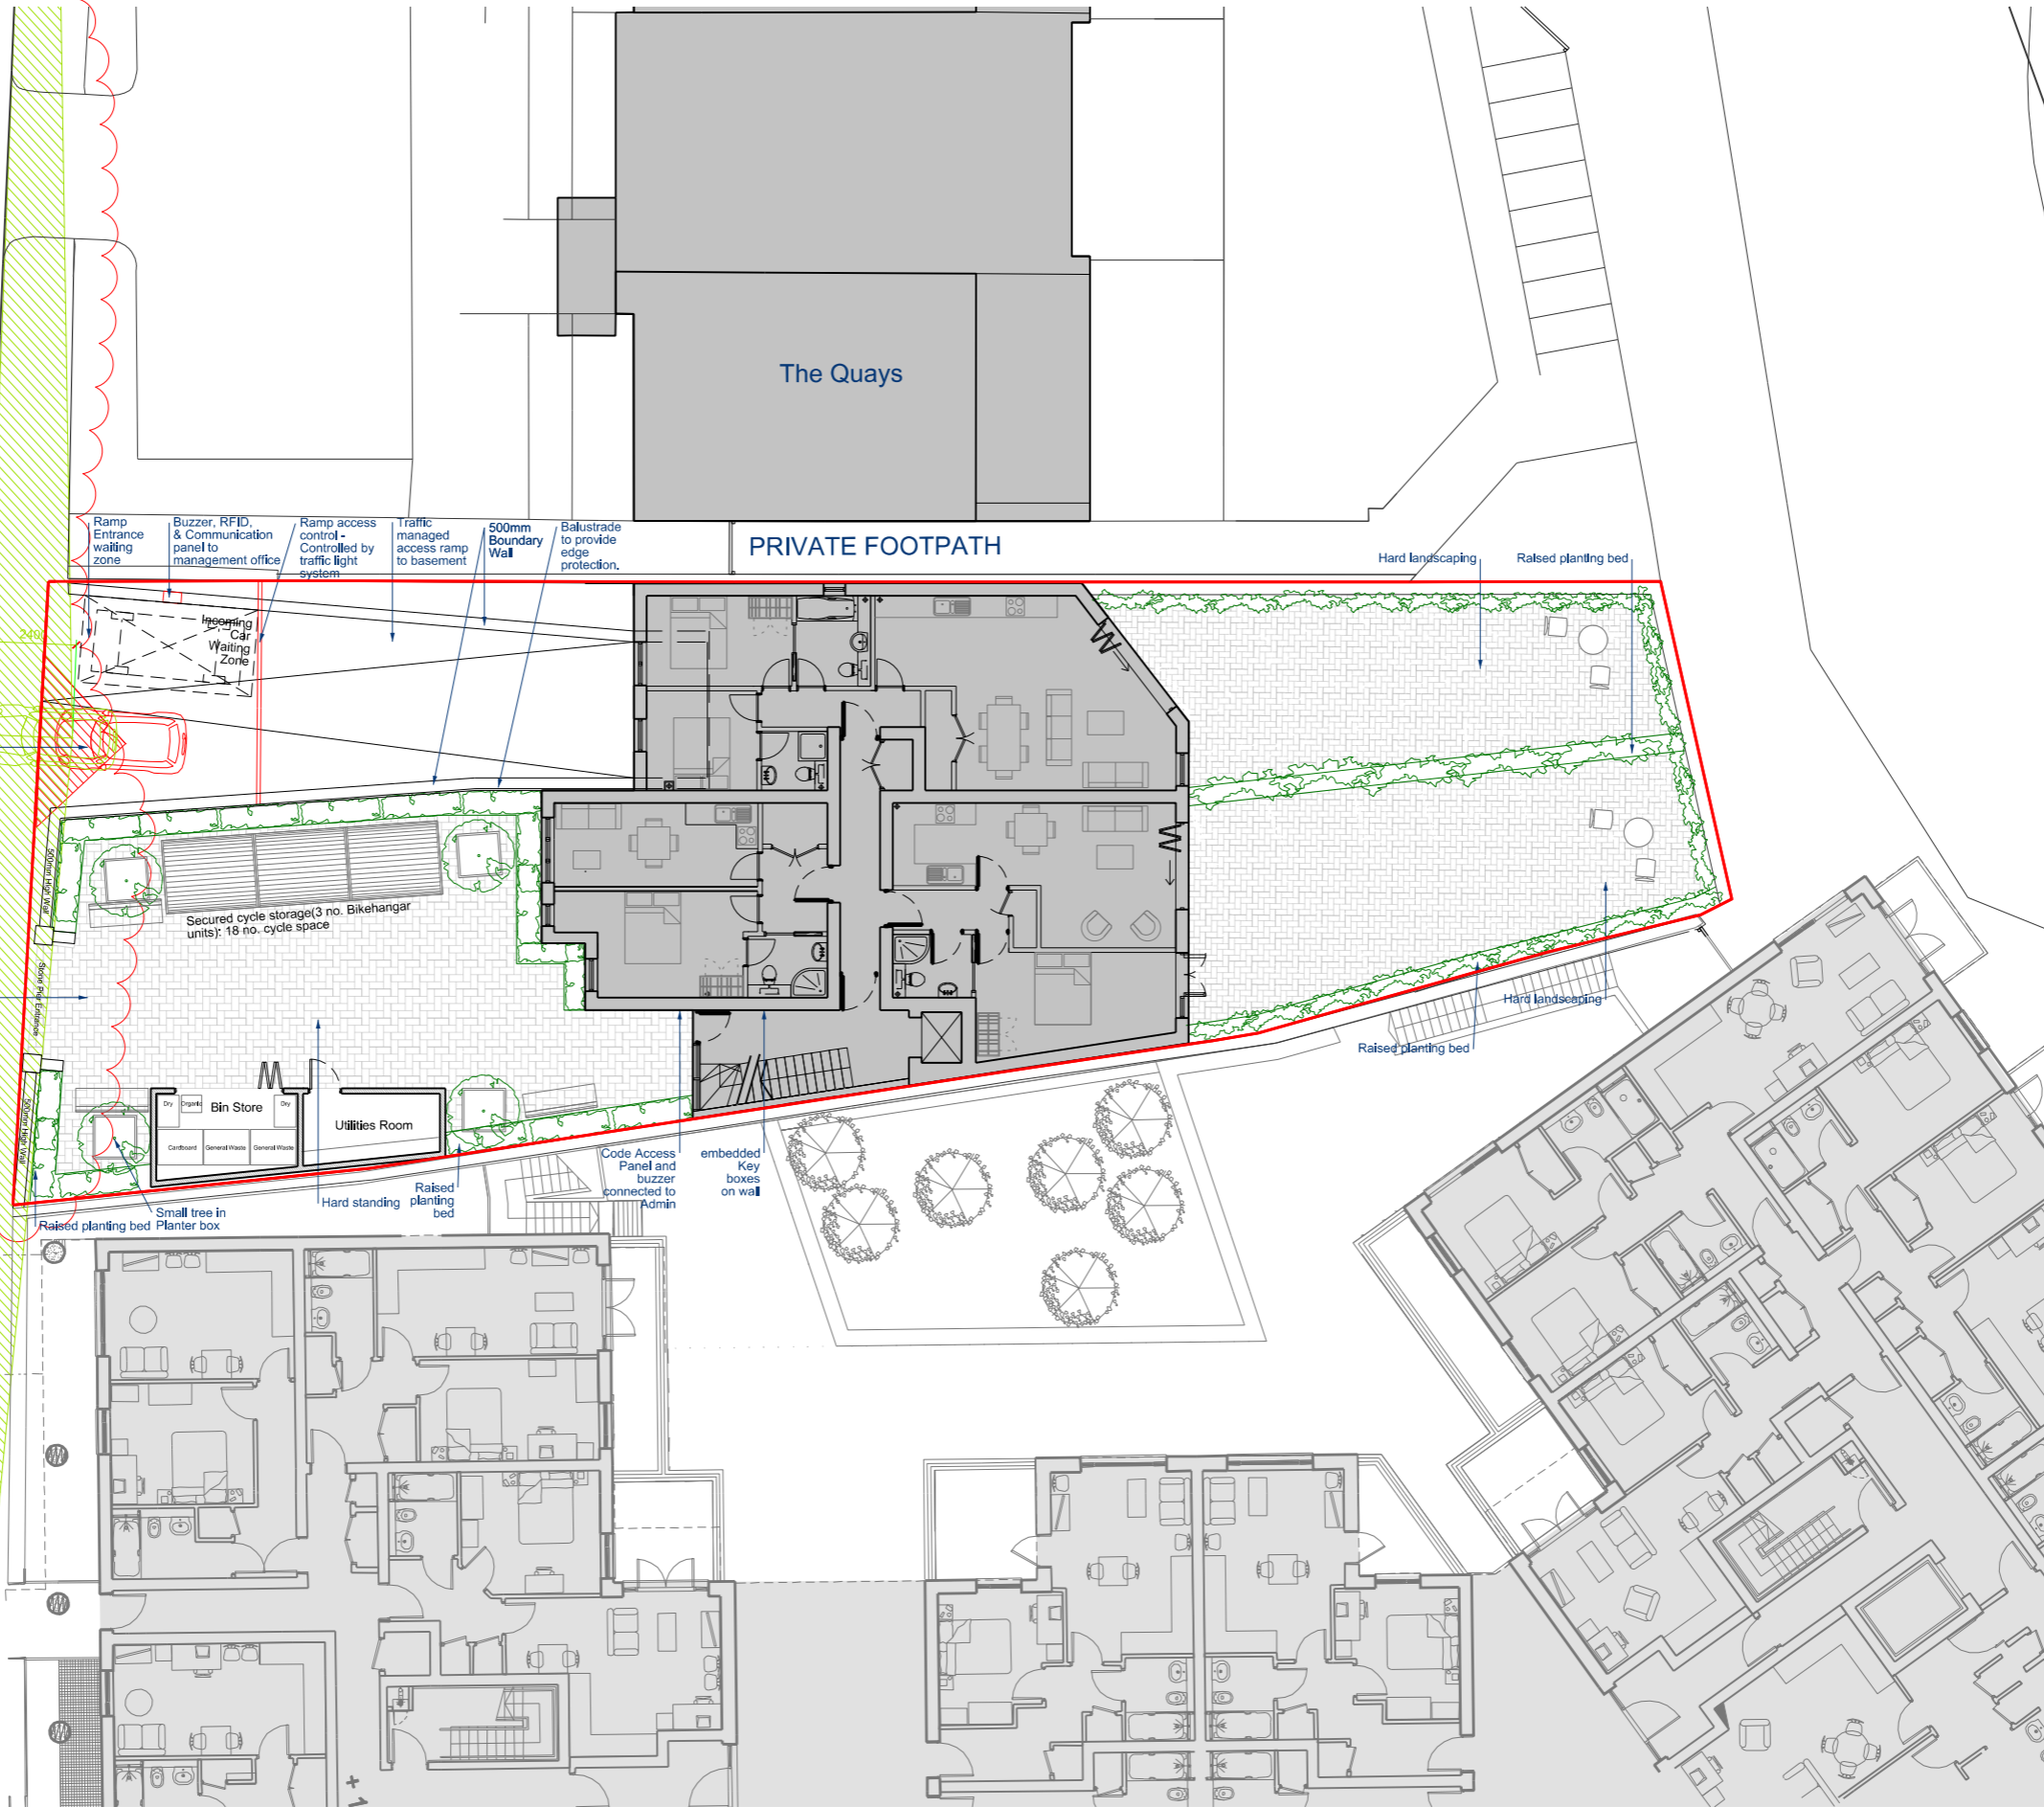 The Quays
PRIVATE FOOTPATH
Ramp
Entrance
waiting
zone
Buzzer, RFID,
& Communication
panel to
management office
Ramp access
control -
Controlled by
traffic light
system
Traffic
managed
access ramp
to basement
500mm
Boundary
Wall
Balustrade
to provide
edge
protection.
Hard landscaping
Raised planting bed
Incoming
Car
Waiting
Zone
2400
500mm High Wall
Secured cycle storage(3 no. Bikehangar
units): 18 no. cycle space
Stone Pier Entrance
Hard landscaping
Raised planting bed
Dry
Organic
Bin Store
Dry
Cardboard
General Waste
General Waste
Utilities Room
500mm High Wall
Code Access
Panel and
buzzer
connected to
Admin
embedded
Key
boxes
on wall
Raised planting bed
Small tree in
Planter box
Hard standing
Raised
planting
bed